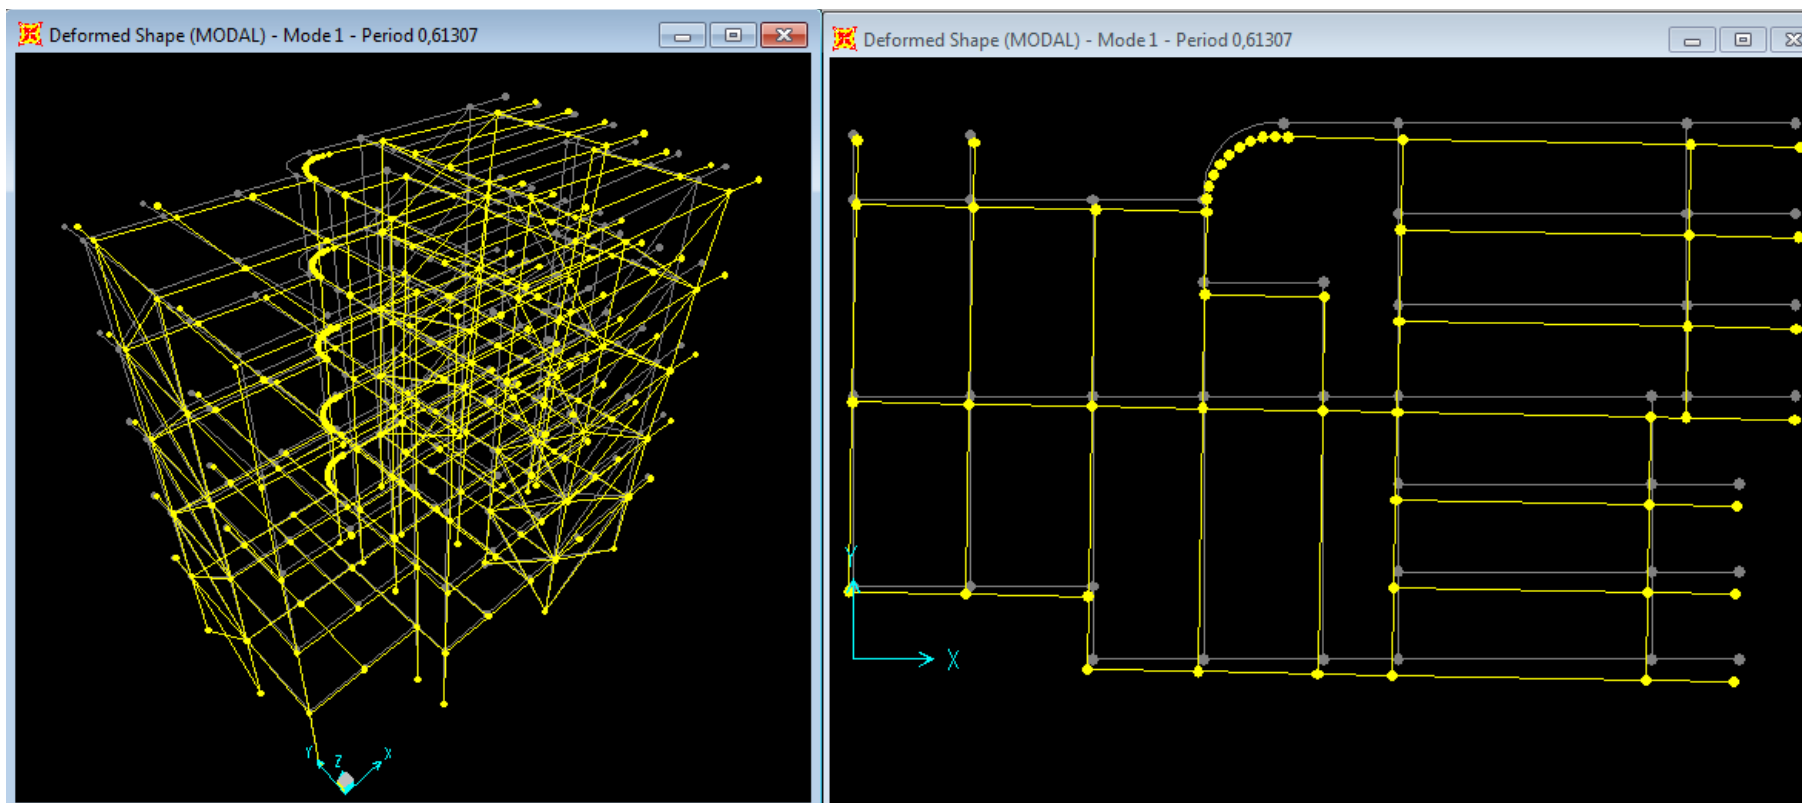 Deformed Shape (MODAL) - Mode 1 - Period 0,61307
Deformed Shape (MODAL) - Mode 1 - Period 0,61307
Y
X
Y
Z
X